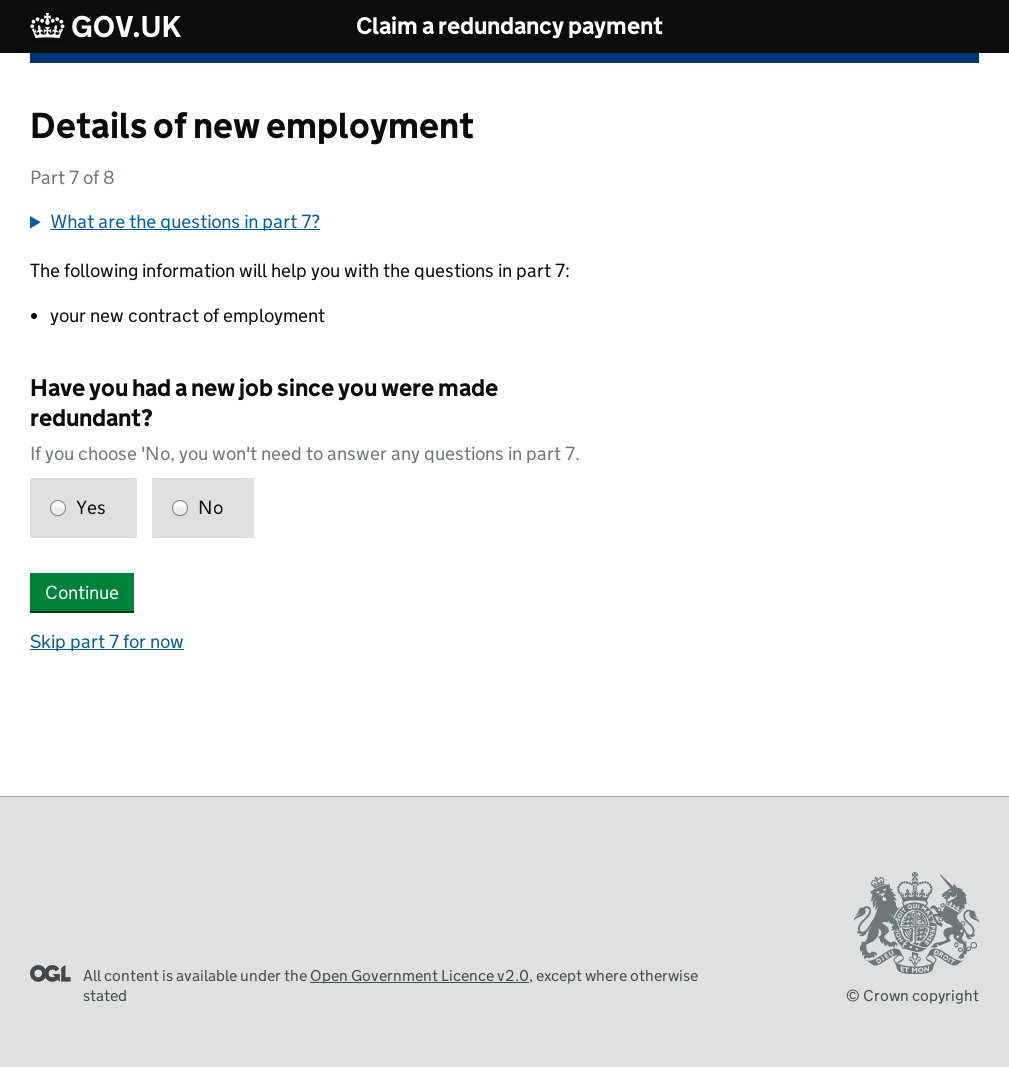 GOV.UK
Claim a redundancy payment
Details of new employment
Part 7 of 8
What are the questions in part 7?
The following information will help you with the questions in part 7:
• your new contract of employment
Have you had a new job since you were made
redundant?
If you choose 'No, you won't need to answer any questions in part 7.
Yes
No
Continue
Skip part 7 for now
OGL
All content is available under the Open Government Licence v2.0, except where otherwise
stated
DIEU ET MON DROIT
© Crown copyright